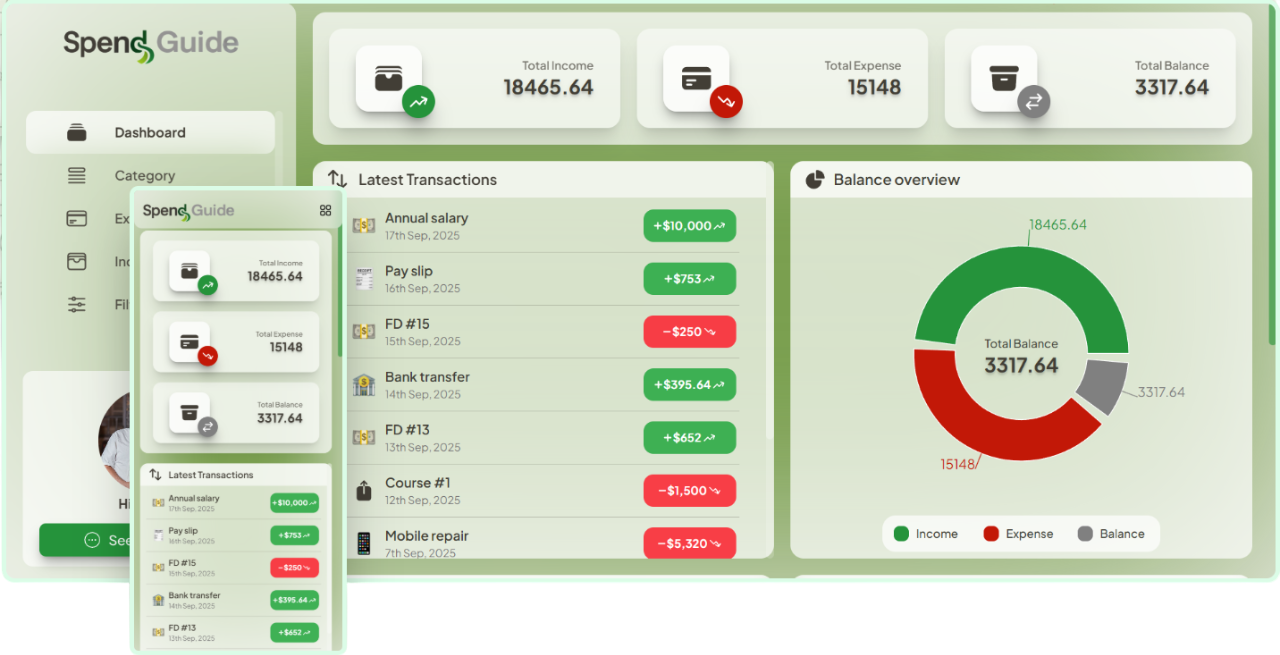 Spend Guide
Dashboard
Category
Ex
In
Fil
Hi
See
Total Income
18465.64
Total Expense
15148
Total Balance
3317.64
Latest Transactions
Annual salary
17th Sep, 2025
+$10,000
Pay slip
16th Sep, 2025
+$753
FD #15
15th Sep, 2025
−$250
Bank transfer
14th Sep, 2025
+$395.64
FD #13
13th Sep, 2025
+$652
Course #1
12th Sep, 2025
−$1,500
Mobile repair
7th Sep, 2025
−$5,320
Balance overview
18465.64
Total Balance
3317.64
3317.64
15148
Income
Expense
Balance
Spend Guide
Total Income
18465.64
Total Expense
15148
Total Balance
3317.64
Latest Transactions
Annual salary
17th Sep, 2025
+$10,000
Pay slip
16th Sep, 2025
+$753
FD #15
15th Sep, 2025
−$250
Bank transfer
14th Sep, 2025
+$395.64
FD #13
13th Sep, 2025
+$652